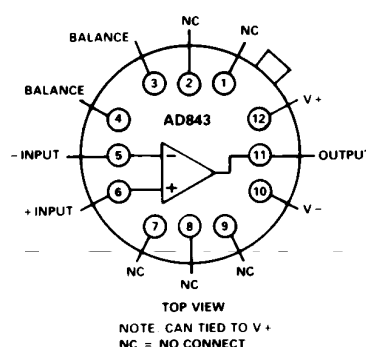 NC
BALANCE
NC
3
2
1
BALANCE
AD843
V+
4
12
- INPUT
5
-
11
OUTPUT
+ INPUT
6
+
10
V-
7
8
9
NC
NC
NC
TOP VIEW
NOTE. CAN TIED TO V +
NC = NO CONNECT